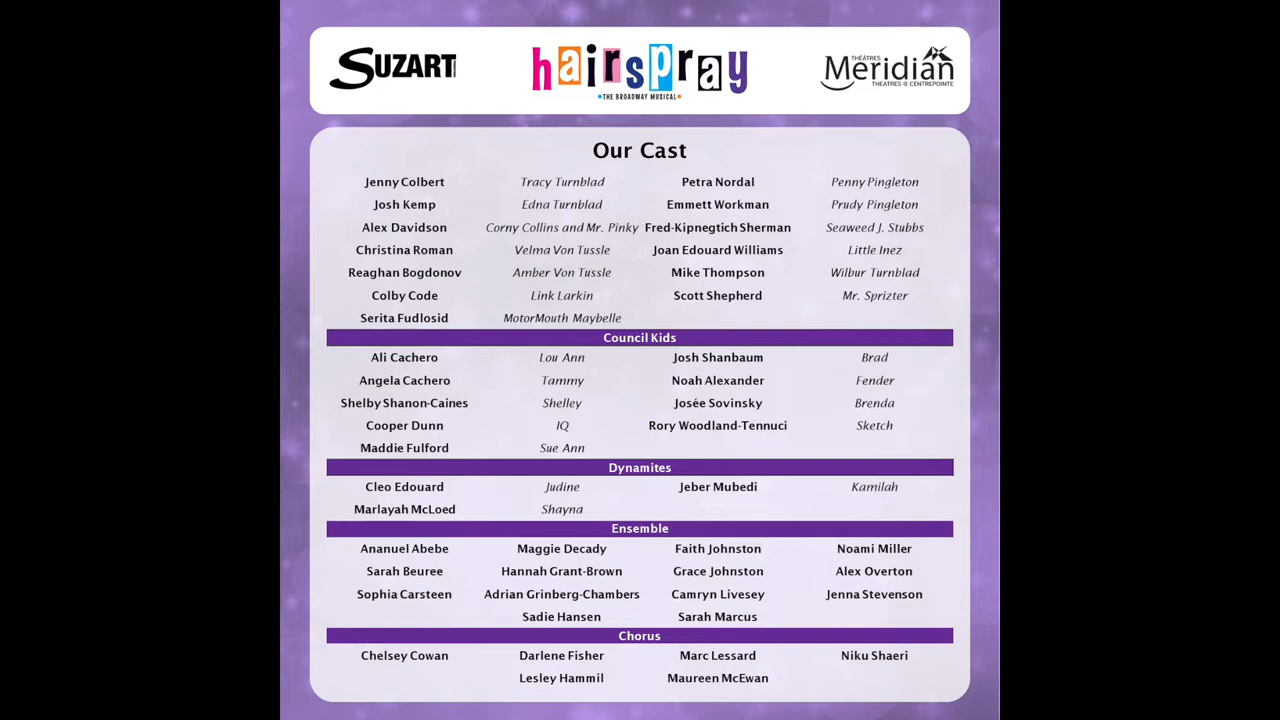 SUZART
hairspray
THE BROADWAY MUSICAL
THÉÂTRES
Meridian
THEATRES @ CENTREPOINTE
Our Cast
Jenny Colbert Tracy Turnblad Petra Nordal Penny Pingleton
Josh Kemp Edna Turnblad Emmett Workman Prudy Pingleton
Alex Davidson Corny Collins and Mr. Pinky Fred-Kipnegtich Sherman Seaweed J. Stubbs
Christina Roman Velma Von Tussle Joan Edouard Williams Little Inez
Reaghan Bogdonov Amber Von Tussle Mike Thompson Wilbur Turnblad
Colby Code Link Larkin Scott Shepherd Mr. Sprizter
Serita Fudlosid MotorMouth Maybelle
Council Kids
Ali Cachero Lou Ann Josh Shanbaum Brad
Angela Cachero Tammy Noah Alexander Fender
Shelby Shanon-Caines Shelley Josée Sovinsky Brenda
Cooper Dunn IQ Rory Woodland-Tennuci Sketch
Maddie Fulford Sue Ann
Dynamites
Cleo Edouard Judine Jeber Mubedi Kamilah
Marlayah McLoed Shayna
Ensemble
Ananuel Abebe Maggie Decady Faith Johnston Noami Miller
Sarah Beuree Hannah Grant-Brown Grace Johnston Alex Overton
Sophia Carsteen Adrian Grinberg-Chambers Camryn Livesey Jenna Stevenson
Sadie Hansen Sarah Marcus
Chorus
Chelsey Cowan Darlene Fisher Marc Lessard Niku Shaeri
Lesley Hammil Maureen McEwan